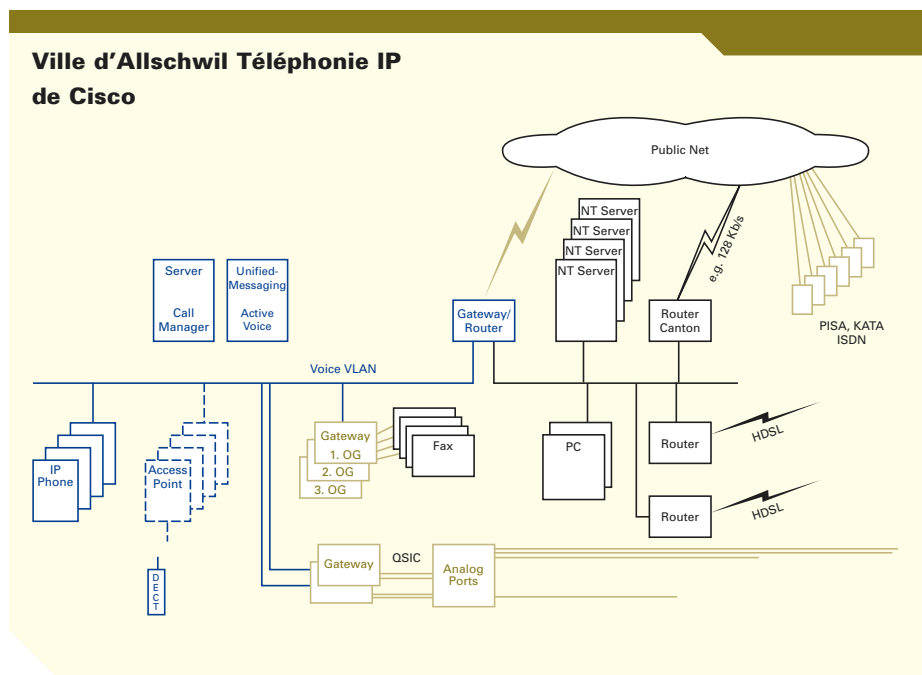 Ville d'Allschwil Téléphonie IP
de Cisco
Public Net
NT Server
NT Server
NT Server
NT Server
e.g. 128 Kb/s
Server
Call
Manager
Unified-
Messaging
Active
Voice
Gateway/
Router
Router
Canton
PISA, KATA
ISDN
Voice VLAN
IP
Phone
Access
Point
Gateway
1. OG
2. OG
3. OG
Fax
PC
Router
HDSL
Router
HDSL
DECT
Gateway
QSIC
Analog
Ports